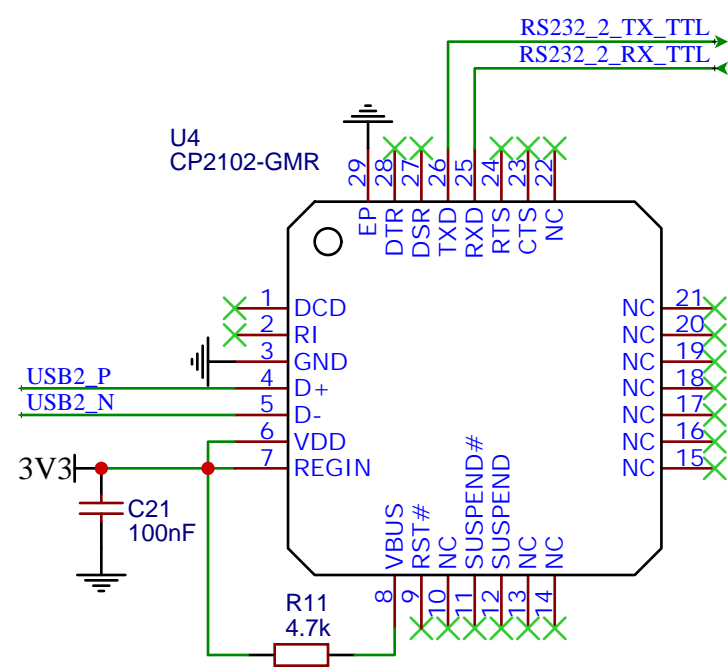 RS232_2_TX_TTL
RS232_2_RX_TTL
U4
CP2102-GMR
29
28
27
26
25
24
23
22
EP
DTR
DSR
TXD
RXD
RTS
CTS
NC
1 DCD
2 RI
3 GND
USB2_P 4 D+
USB2_N 5 D-
6 VDD
3V3 7 REGIN
NC 21
NC 20
NC 19
NC 18
NC 17
NC 16
NC 15
C21
100nF
VBUS
RST#
NC
SUSPEND#
SUSPEND
NC
NC
8
9
10
11
12
13
14
R11
4.7k